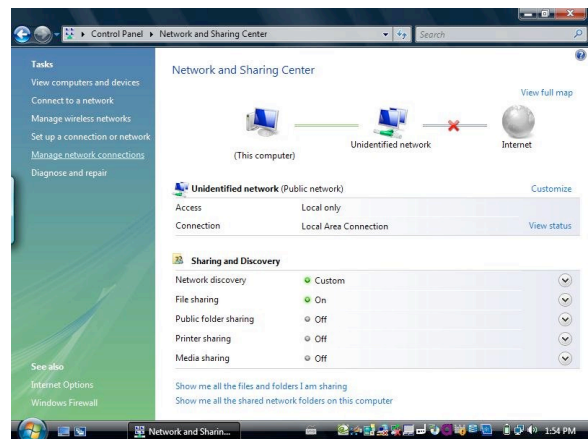 Control Panel ▸ Network and Sharing Center
Search
Tasks
View computers and devices
Connect to a network
Manage wireless networks
Set up a connection or network
Manage network connections
Diagnose and repair
See also
Internet Options
Windows Firewall
Network and Sharing Center
View full map
(This computer)
Unidentified network
Internet
Unidentified network (Public network)
Customize
Access Local only
Connection Local Area Connection View status
Sharing and Discovery
Network discovery Custom
File sharing On
Public folder sharing Off
Printer sharing Off
Media sharing Off
Show me all the files and folders I am sharing
Show me all the shared network folders on this computer
Network and Sharin...
1:54 PM